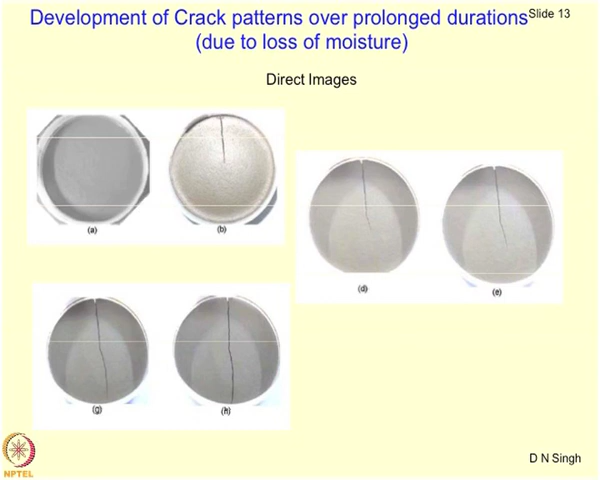 Development of Crack patterns over prolonged durations
Slide 13
(due to loss of moisture)
Direct Images
(a)
(b)
(d)
(e)
(g)
(h)
NPTEL
D N Singh